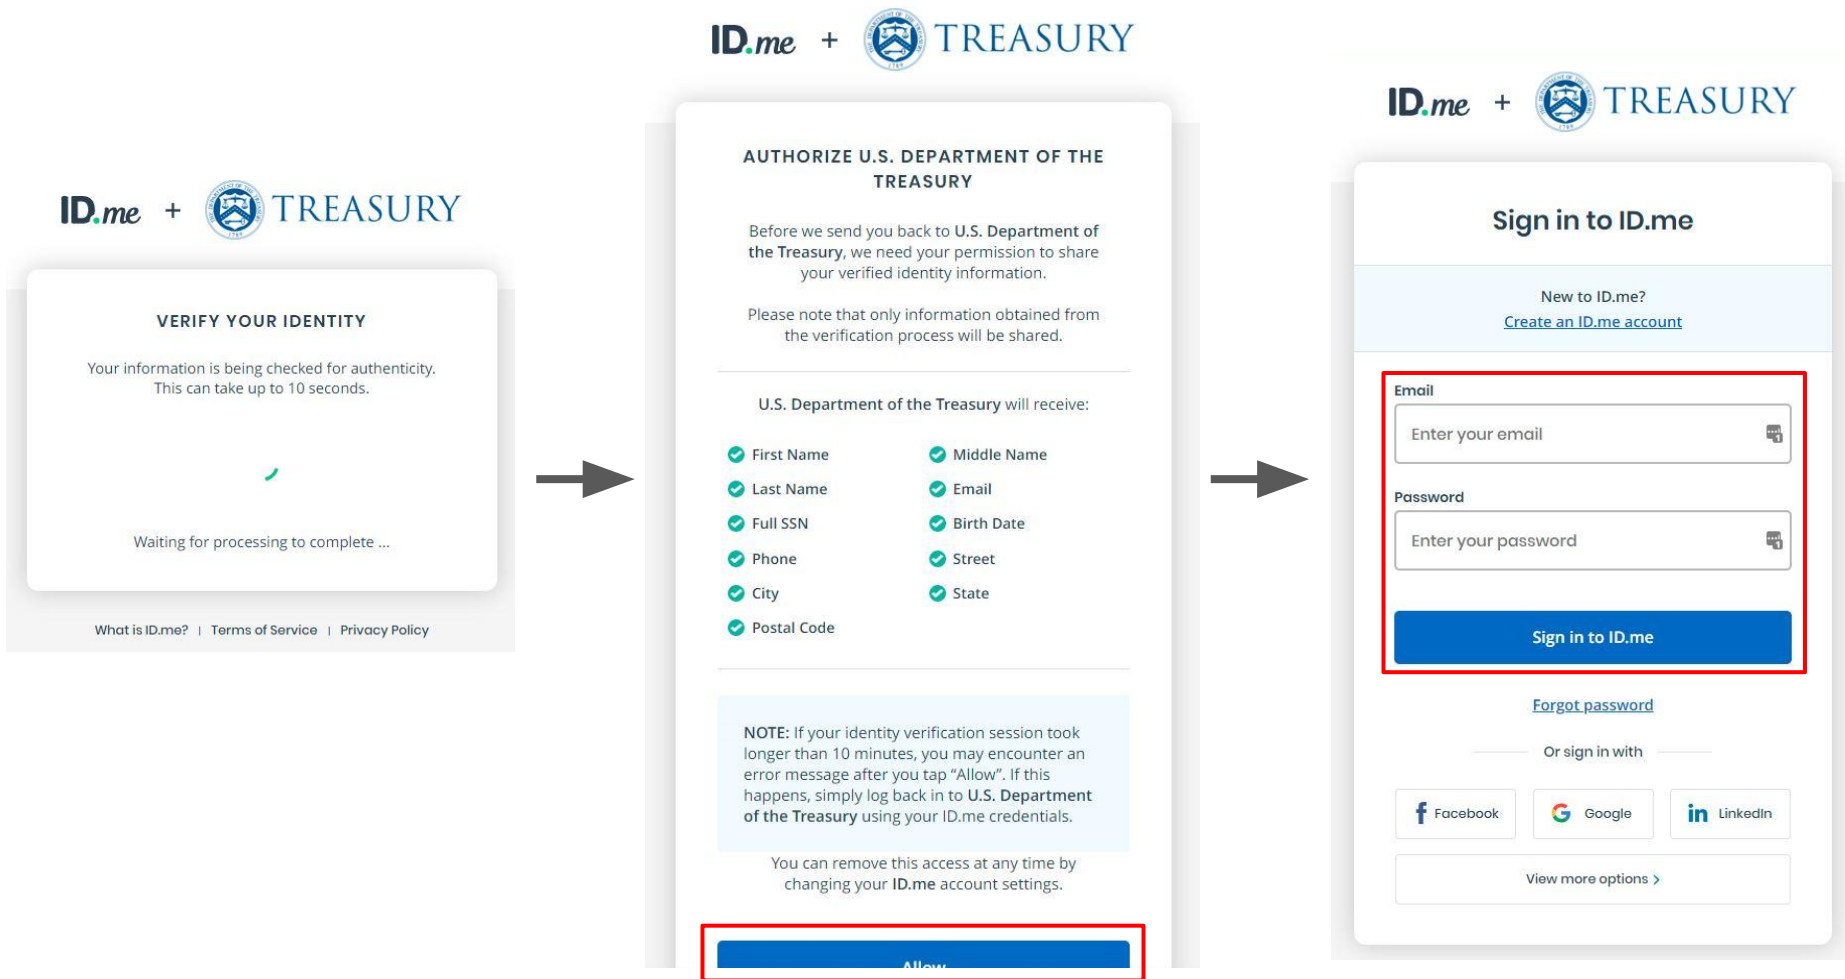 ID.me + TREASURY
VERIFY YOUR IDENTITY
Your information is being checked for authenticity.
This can take up to 10 seconds.
Waiting for processing to complete ...
What is ID.me? | Terms of Service | Privacy Policy
ID.me + TREASURY
AUTHORIZE U.S. DEPARTMENT OF THE
TREASURY
Before we send you back to U.S. Department of
the Treasury, we need your permission to share
your verified identity information.
Please note that only information obtained from
the verification process will be shared.
U.S. Department of the Treasury will receive:
First Name Middle Name
Last Name Email
Full SSN Birth Date
Phone Street
City State
Postal Code
NOTE: If your identity verification session took
longer than 10 minutes, you may encounter an
error message after you tap “Allow”. If this
happens, simply log back in to U.S. Department
of the Treasury using your ID.me credentials.
You can remove this access at any time by
changing your ID.me account settings.
Allow
ID.me + TREASURY
Sign in to ID.me
New to ID.me?
Create an ID.me account
Email
Enter your email
Password
Enter your password
Sign in to ID.me
Forgot password
Or sign in with
Facebook Google LinkedIn
View more options >